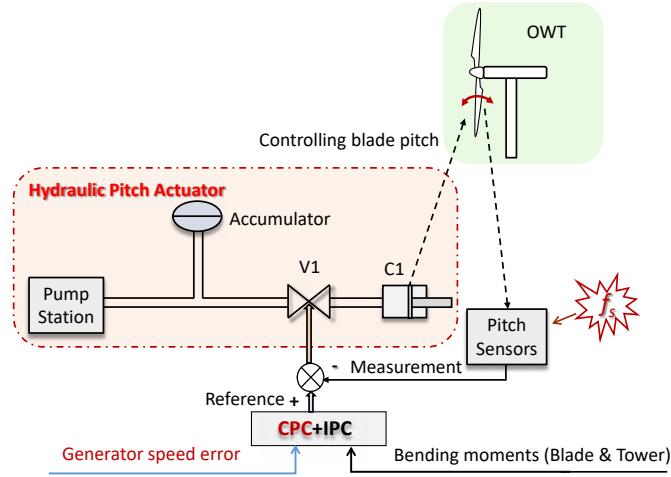 OWT
Controlling blade pitch
Hydraulic Pitch Actuator
Accumulator
V1
C1
Pump
Station
Pitch
Sensors
fs
- Measurement
Reference +
CPC+IPC
Generator speed error
Bending moments (Blade & Tower)